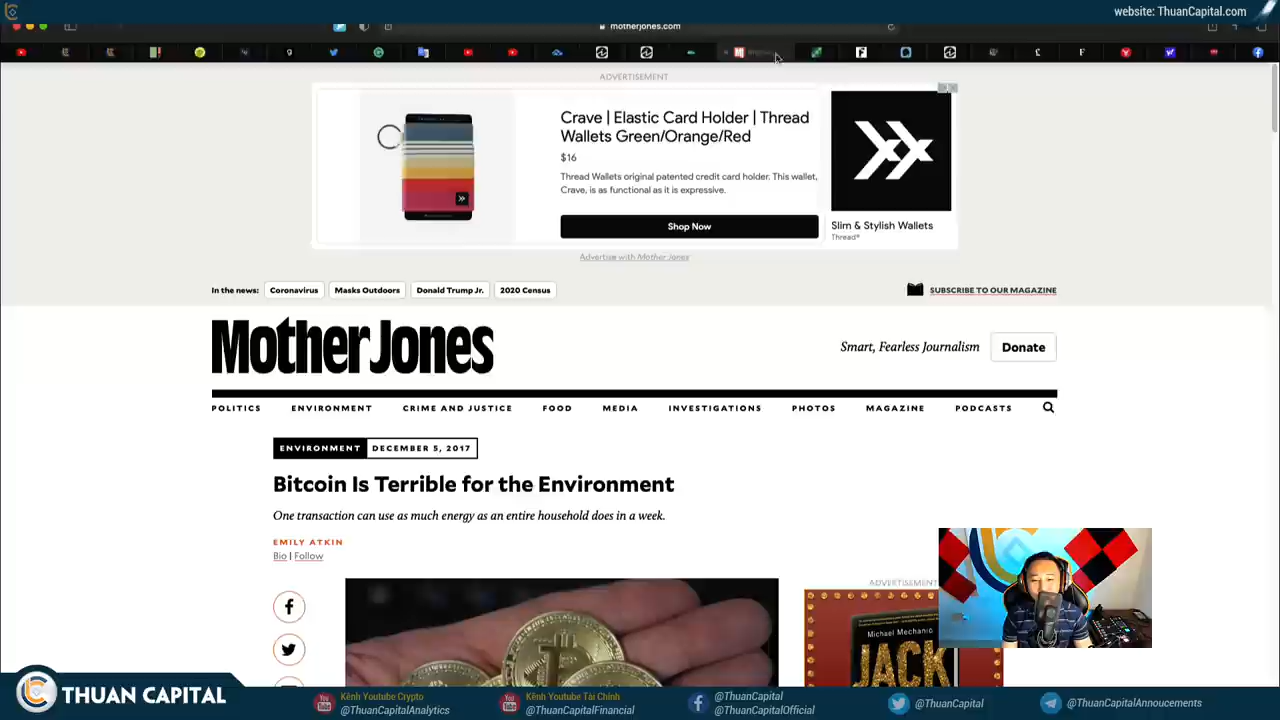 website: ThuanCapital.com
motherjones.com
ADVERTISEMENT
Crave | Elastic Card Holder | Thread
Wallets Green/Orange/Red
$16
Thread Wallets original patented credit card holder. This wallet,
Crave, is as functional as it is expressive.
Shop Now
Slim & Stylish Wallets
Thread®
Advertise with Mother Jones
In the news:
Coronavirus
Masks Outdoors
Donald Trump Jr.
2020 Census
SUBSCRIBE TO OUR MAGAZINE
Mother Jones
Smart, Fearless Journalism
Donate
POLITICS
ENVIRONMENT
CRIME AND JUSTICE
FOOD
MEDIA
INVESTIGATIONS
PHOTOS
MAGAZINE
PODCASTS
ENVIRONMENT
DECEMBER 5, 2017
Bitcoin Is Terrible for the Environment
One transaction can use as much energy as an entire household does in a week.
EMILY ATKIN
Bio | Follow
ADVERTISEMENT
Michael Mechanic
JACK
THUAN CAPITAL
Kênh Youtube Crypto
@ThuanCapitalAnalytics
Kênh Youtube Tài Chính
@ThuanCapitalFinancial
@ThuanCapital
@ThuanCapitalOfficial
@ThuanCapital
@ThuanCapitalAnnoucements